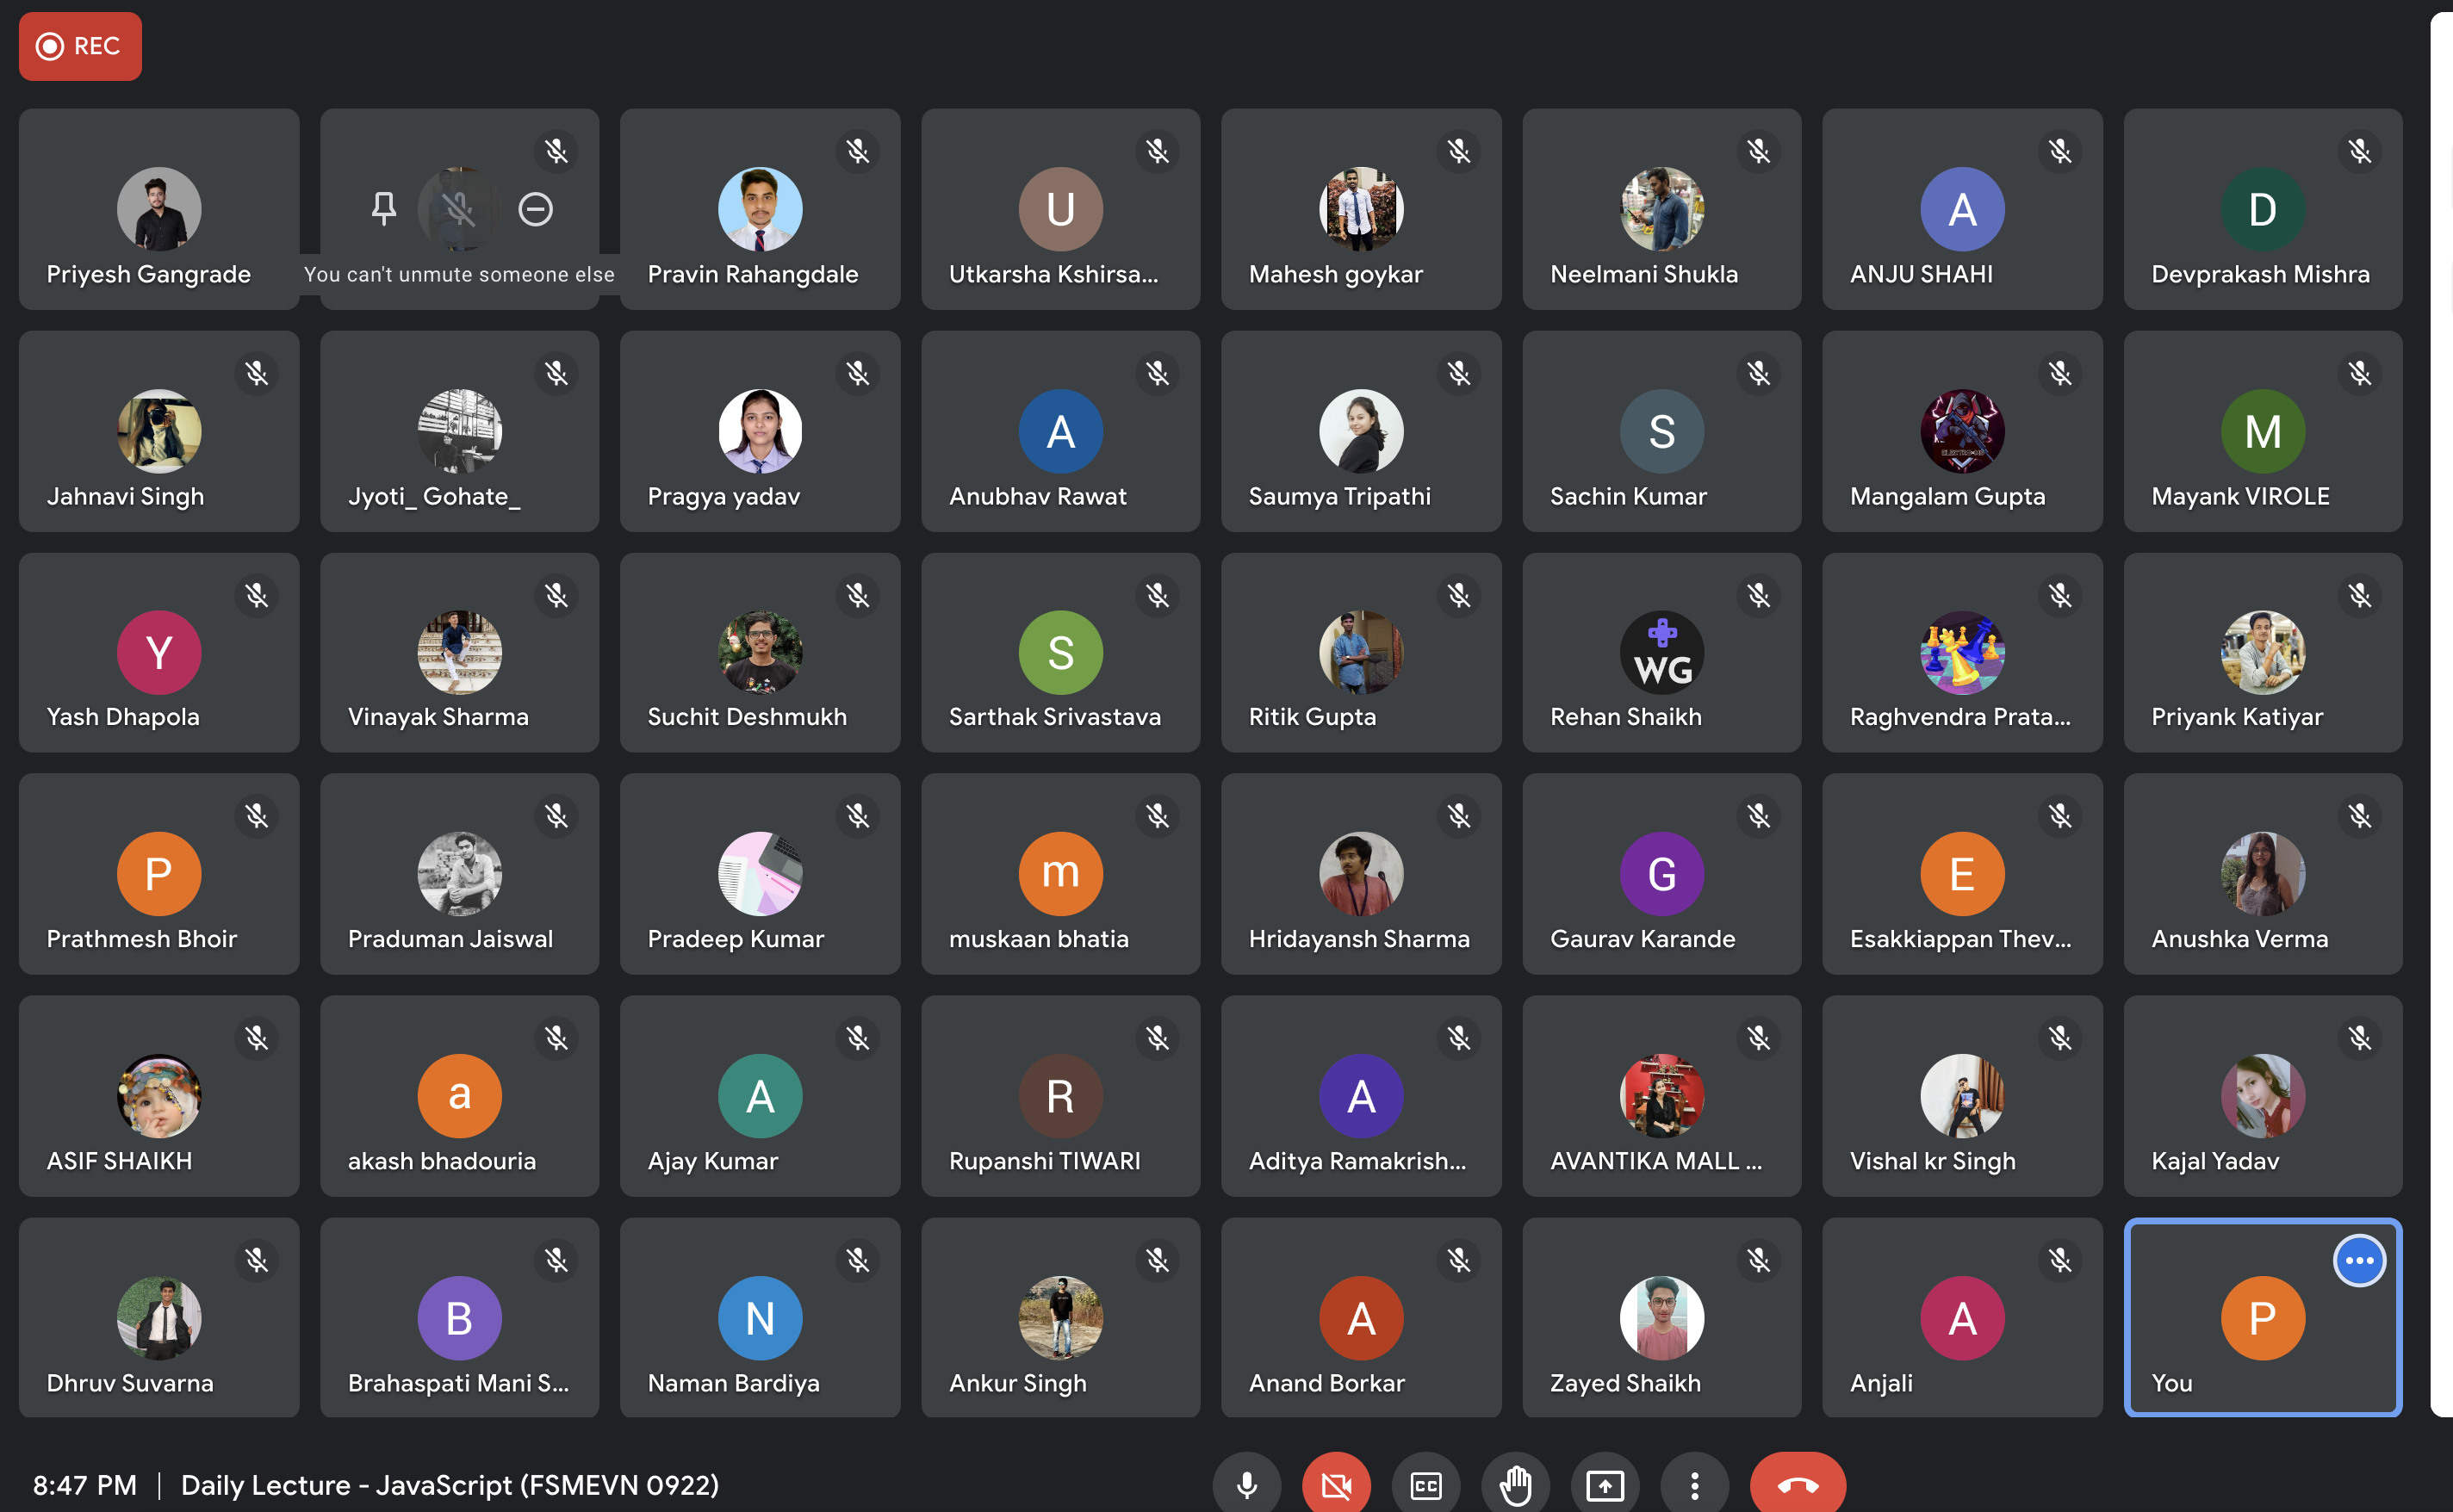 REC
Priyesh Gangrade
You can't unmute someone else
Pravin Rahangdale
U
Utkarsha Kshirsa...
Mahesh goykar
Neelmani Shukla
A
ANJU SHAHI
D
Devprakash Mishra
Jahnavi Singh
Jyoti_ Gohate_
Pragya yadav
A
Anubhav Rawat
Saumya Tripathi
S
Sachin Kumar
Mangalam Gupta
M
Mayank VIROLE
Y
Yash Dhapola
Vinayak Sharma
Suchit Deshmukh
S
Sarthak Srivastava
Ritik Gupta
WG
Rehan Shaikh
Raghvendra Prata...
Priyank Katiyar
P
Prathmesh Bhoir
Praduman Jaiswal
Pradeep Kumar
m
muskaan bhatia
Hridayansh Sharma
G
Gaurav Karande
E
Esakkiappan Thev...
Anushka Verma
ASIF SHAIKH
a
akash bhadouria
A
Ajay Kumar
R
Rupanshi TIWARI
A
Aditya Ramakrish...
AVANTIKA MALL ...
Vishal kr Singh
Kajal Yadav
Dhruv Suvarna
B
Brahaspati Mani S...
N
Naman Bardiya
Ankur Singh
A
Anand Borkar
Zayed Shaikh
A
Anjali
P
You
8:47 PM | Daily Lecture - JavaScript (FSMEVN 0922)
CC